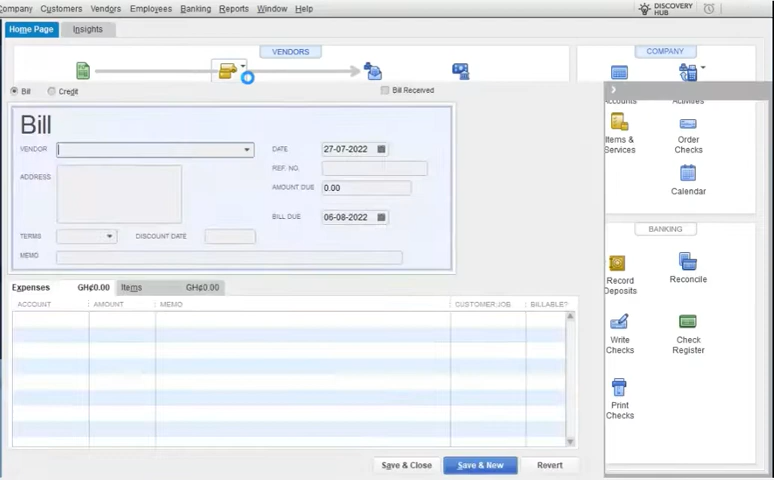 Company Customers Vendors Employees Banking Reports Window Help
DISCOVERY
HUB
Home Page Insights
VENDORS
COMPANY
Bill Credit Bill Received
Activities
Bill
VENDOR
DATE 27-07-2022
REF. NO.
ADDRESS
AMOUNT DUE 0.00
BILL DUE 06-08-2022
TERMS DISCOUNT DATE
MEMO
Expenses GH¢0.00 Items GH¢0.00
ACCOUNT AMOUNT MEMO CUSTOMER:JOB BILLABLE?
Save & Close Save & New Revert
Items &
Services
Order
Checks
Calendar
BANKING
Record
Deposits
Reconcile
Write
Checks
Check
Register
Print
Checks